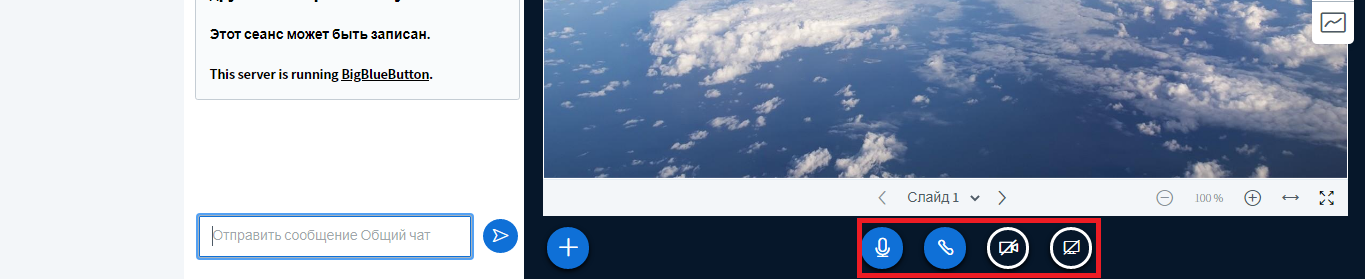 Этот сеанс может быть записан.
This server is running BigBlueButton.
Слайд 1
100 %
Отправить сообщение Общий чат